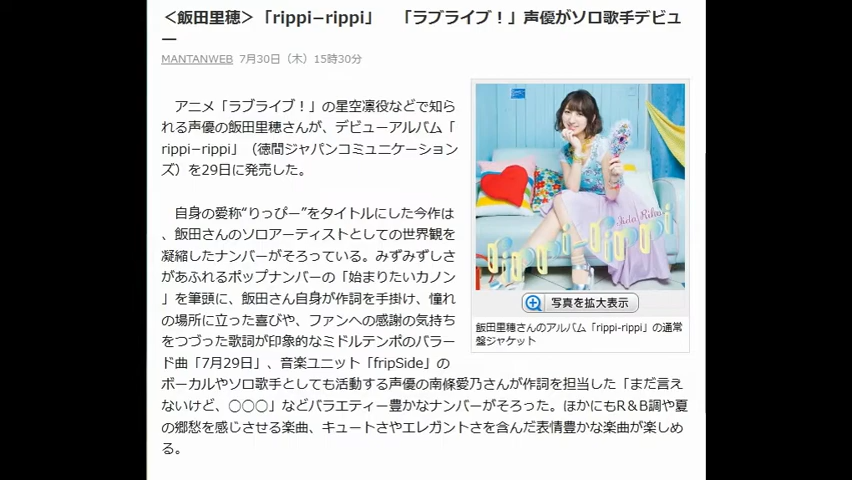 ＜飯田里穂＞「rippi−rippi」　「ラブライブ！」声優がソロ歌手デビュ
ー
MANTANWEB 7月30日（木）15時30分
アニメ「ラブライブ！」の星空凛役などで知ら
れる声優の飯田里穂さんが、デビューアルバム「
rippi−rippi」（徳間ジャパンコミュニケーション
ズ）を29日に発売した。
自身の愛称“りっぴー”をタイトルにした今作は
、飯田さんのソロアーティストとしての世界観を
凝縮したナンバーがそろっている。みずみずしさ
があふれるポップナンバーの「始まりたいカノン
」を筆頭に、飯田さん自身が作詞を手掛け、憧れ
の場所に立った喜びや、ファンへの感謝の気持ち
をつづった歌詞が印象的なミドルテンポのバラー
ド曲「7月29日」、音楽ユニット「fripSide」の
ボーカルやソロ歌手としても活動する声優の南條愛乃さんが作詞を担当した「まだ言え
ないけど、○○○」などバラエティー豊かなナンバーがそろった。ほかにもR＆B調や夏
の郷愁を感じさせる楽曲、キュートさやエレガントさを含んだ表情豊かな楽曲が楽しめ
る。
Iida Riho
rippi-rippi
写真を拡大表示
飯田里穂さんのアルバム「rippi-rippi」の通常
盤ジャケット